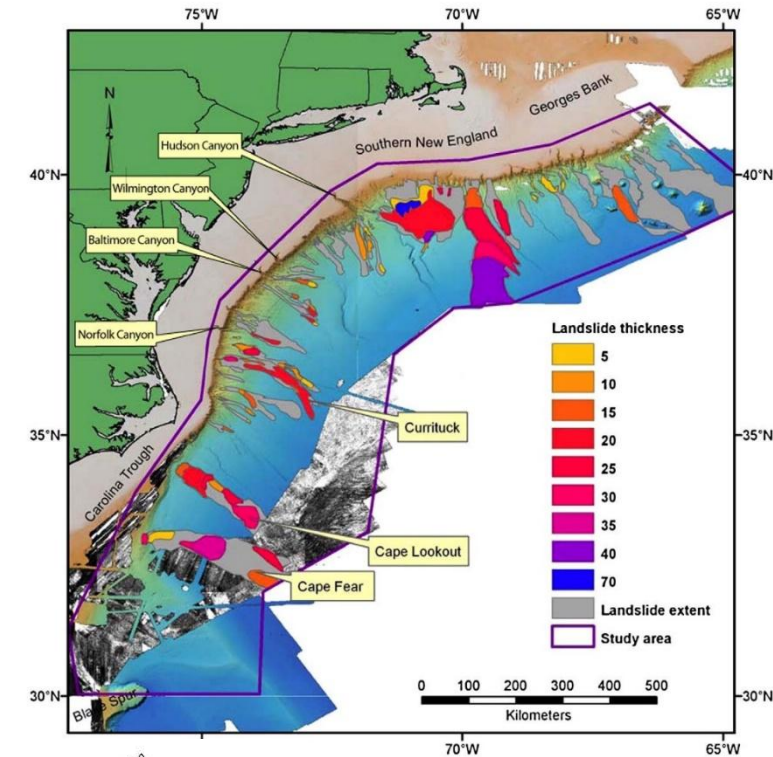 75°W
70°W
65°W
N
Georges Bank
Southern New England
Hudson Canyon
40°N
40°N
Wilmington Canyon
Baltimore Canyon
Norfolk Canyon
Landslide thickness
5
10
15
20
25
30
35
40
70
Landslide extent
Study area
Currituck
35°N
35°N
Carolina Trough
Cape Lookout
Cape Fear
0 100 200 300 400 500
Kilometers
30°N
30°N
Spur
70°W
65°W